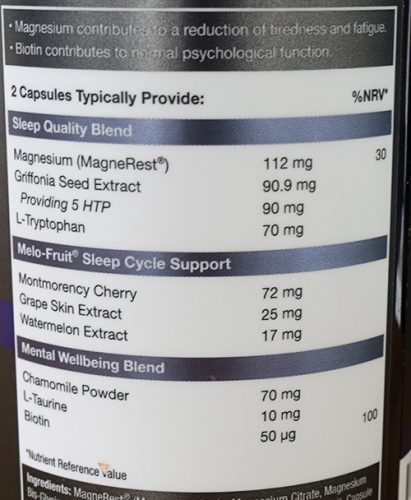 • Magnesium contributes to a reduction of tiredness and fatigue.
• Biotin contributes to normal psychological function.
2 Capsules Typically Provide: %NRV*
Sleep Quality Blend
Magnesium (MagneRest®) 112 mg 30
Griffonia Seed Extract 90.9 mg
Providing 5 HTP 90 mg
L-Tryptophan 70 mg
Melo-Fruit® Sleep Cycle Support
Montmorency Cherry 72 mg
Grape Skin Extract 25 mg
Watermelon Extract 17 mg
Mental Wellbeing Blend
Chamomile Powder 70 mg
L-Taurine 10 mg
Biotin 50 µg 100
*Nutrient Reference Value
Ingredients: MagneRest® Magnesium Citrate, Magnesium
Capsule